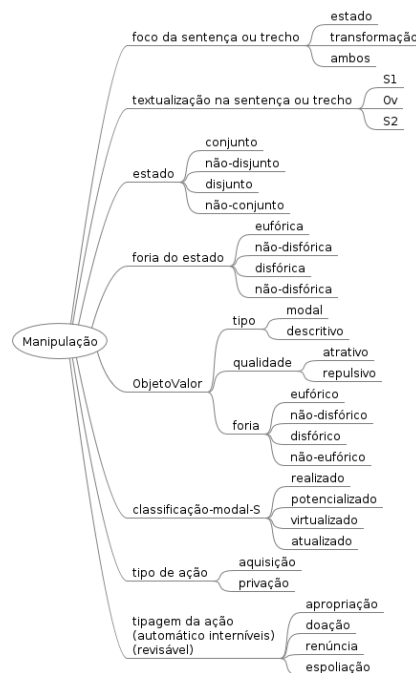 Manipulação
foco da sentença ou trecho
estado
transformação
ambos
textualização na sentença ou trecho
S1
Ov
S2
estado
conjunto
não-disjunto
disjunto
não-conjunto
foria do estado
eufórica
não-disfórica
disfórica
não-disfórica
ObjetoValor
tipo
modal
descritivo
qualidade
atrativo
repulsivo
foria
eufórico
não-disfórico
disfórico
não-eufórico
classificação-modal-S
realizado
potencializado
virtualizado
atualizado
tipo de ação
aquisição
privação
tipagem da ação
(automático interníveis)
(revisável)
apropriação
doação
renúncia
espoliação